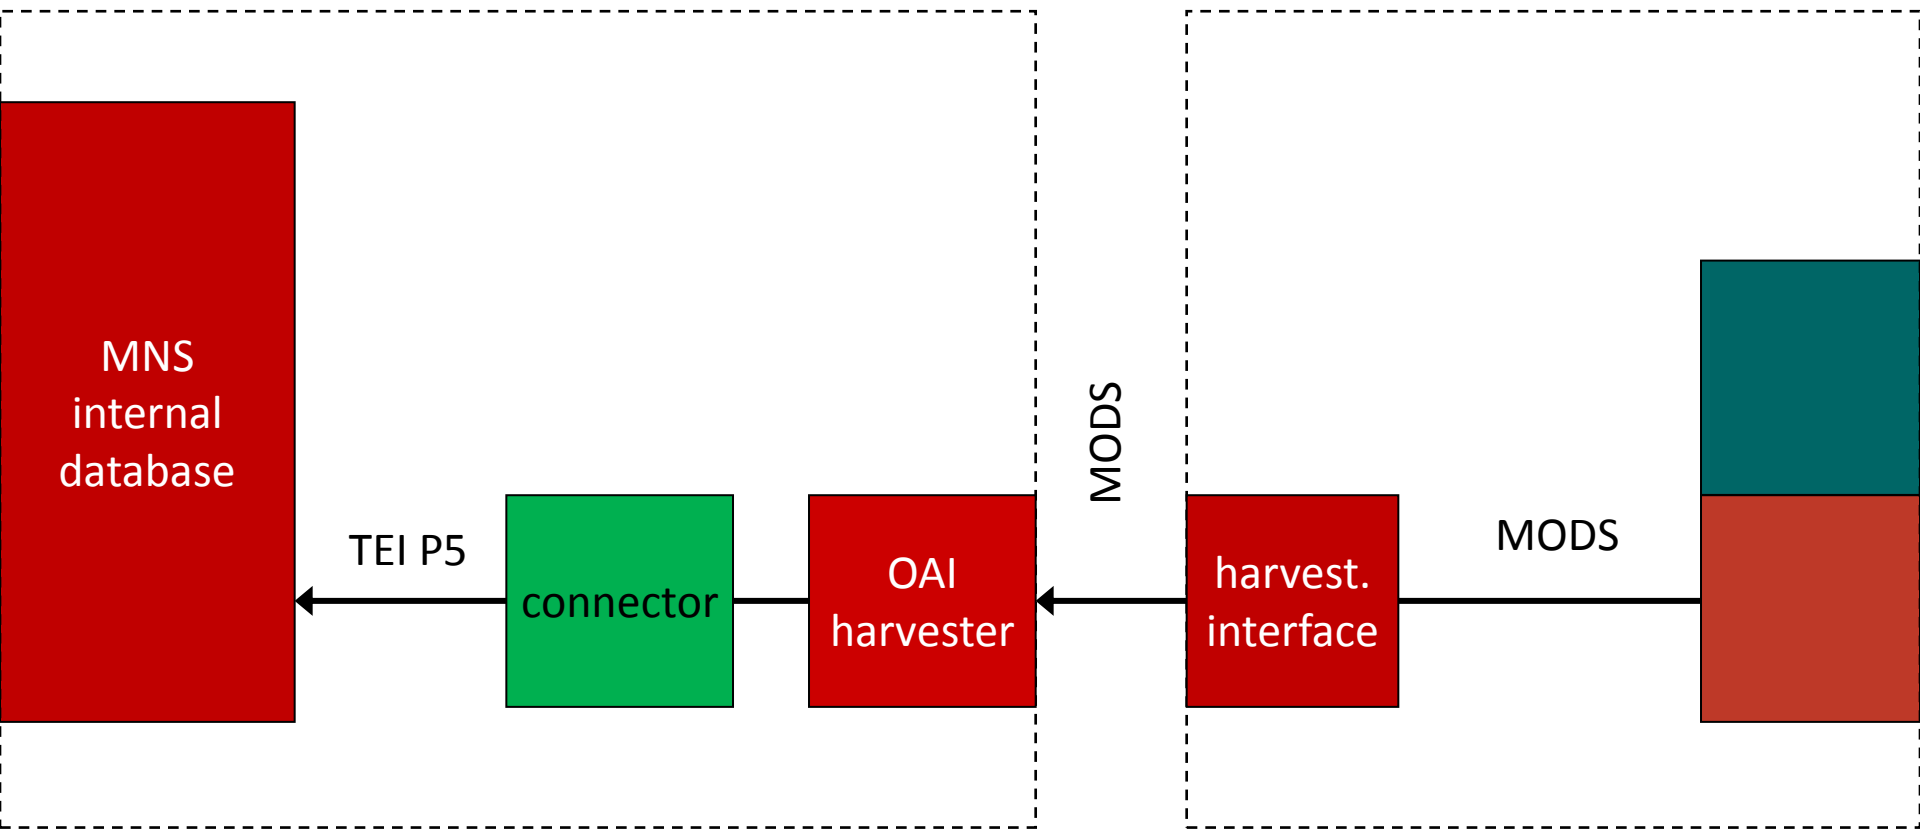 MNS
internal
database
TEI P5
connector
OAI
harvester
MODS
harvest.
interface
MODS